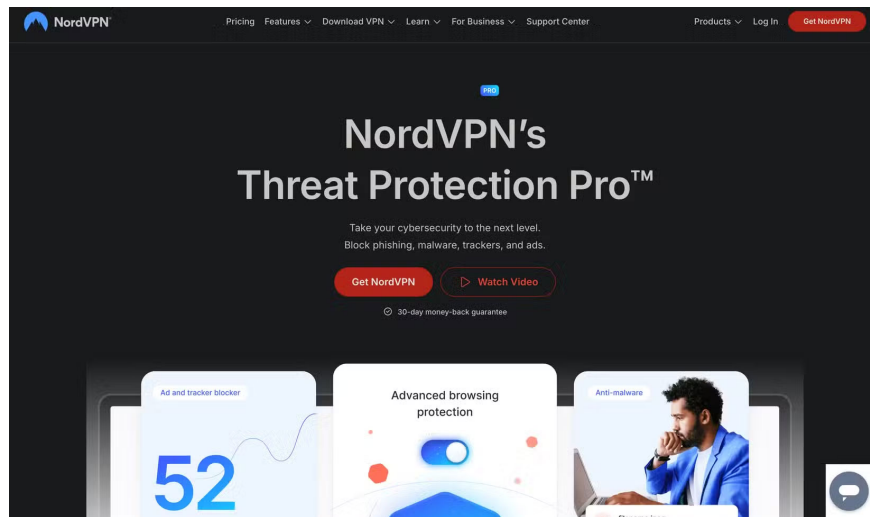 NordVPN®
Pricing Features Download VPN Learn For Business Support Center Products Log In Get NordVPN
PRO
NordVPN’s
Threat Protection Pro™
Take your cybersecurity to the next level.
Block phishing, malware, trackers, and ads.
Get NordVPN Watch Video
30-day money-back guarantee
Ad and tracker blocker
52
Advanced browsing
protection
Anti-malware